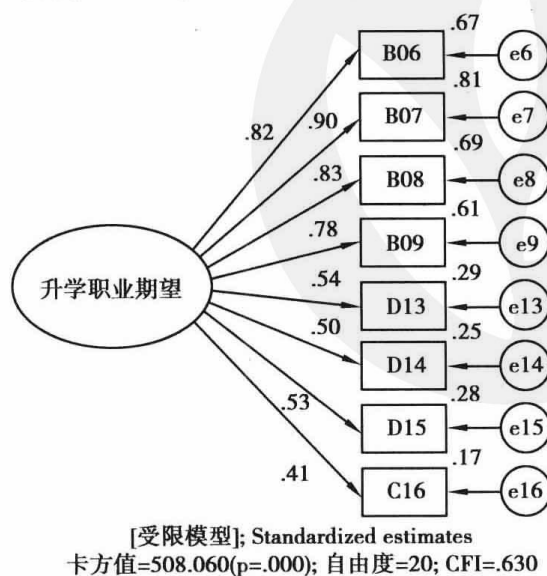 .67
B06
e6
.81
.82
.90
B07
e7
.69
.83
B08
e8
.61
.78
B09
e9
.29
升学职业期望
.54
D13
e13
.25
.50
D14
e14
.28
.53
D15
e15
.17
.41
C16
e16
[受限模型]; Standardized estimates
卡方值=508.060(p=.000); 自由度=20; CFI=.630